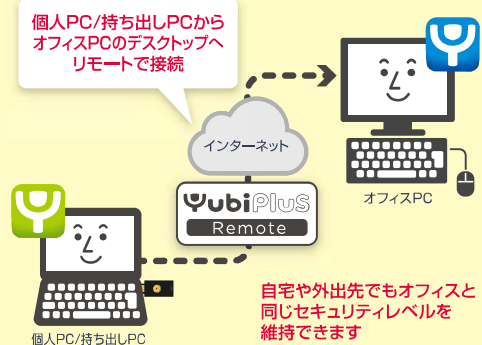 個人PC/持ち出しPCから
オフィスPCのデスクトップへ
リモートで接続
インターネット
YubiPlus
Remote
オフィスPC
個人PC/持ち出しPC
自宅や外出先でもオフィスと
同じセキュリティレベルを
維持できます